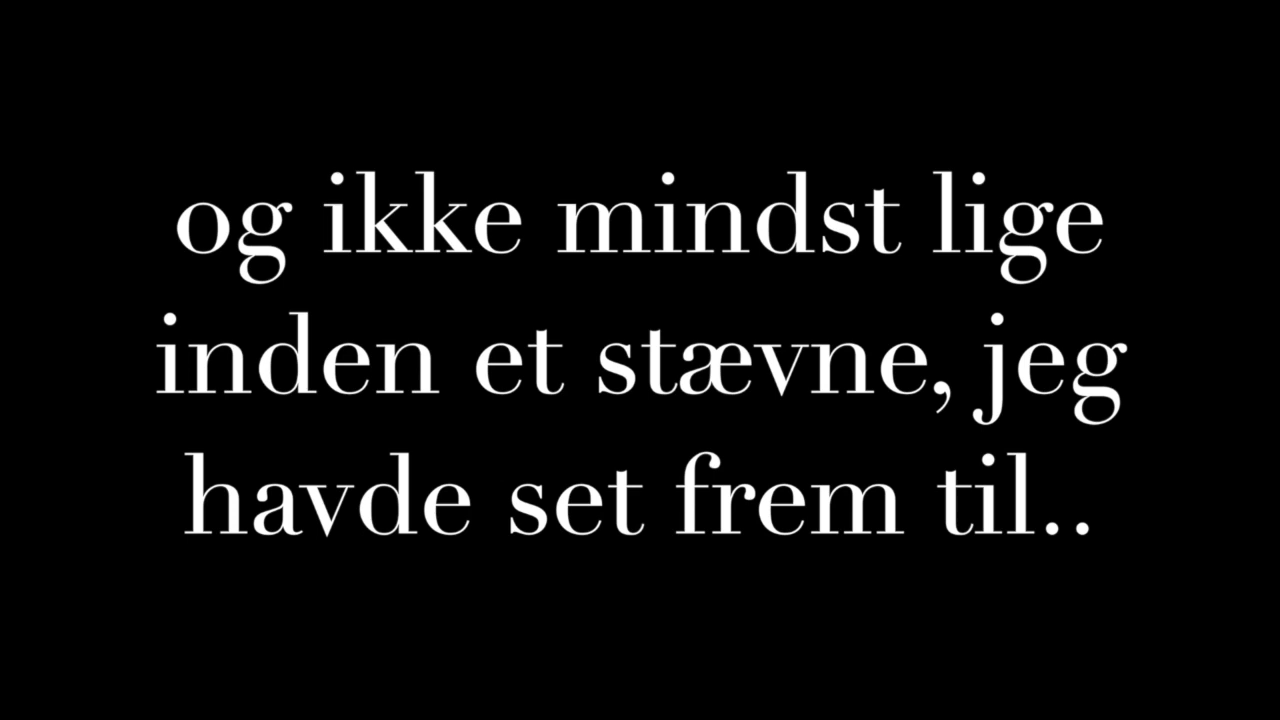 og ikke mindst lige
inden et stævne, jeg
havde set frem til..